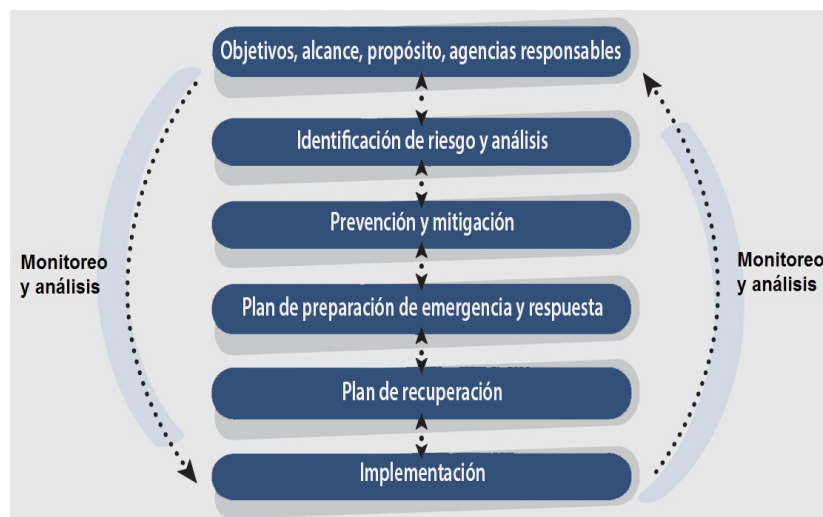 Objetivos, alcance, propósito, agencias responsables
Identificación de riesgo y análisis
Prevención y mitigación
Monitoreo
y análisis
Monitoreo
y análisis
Plan de preparación de emergencia y respuesta
Plan de recuperación
Implementación